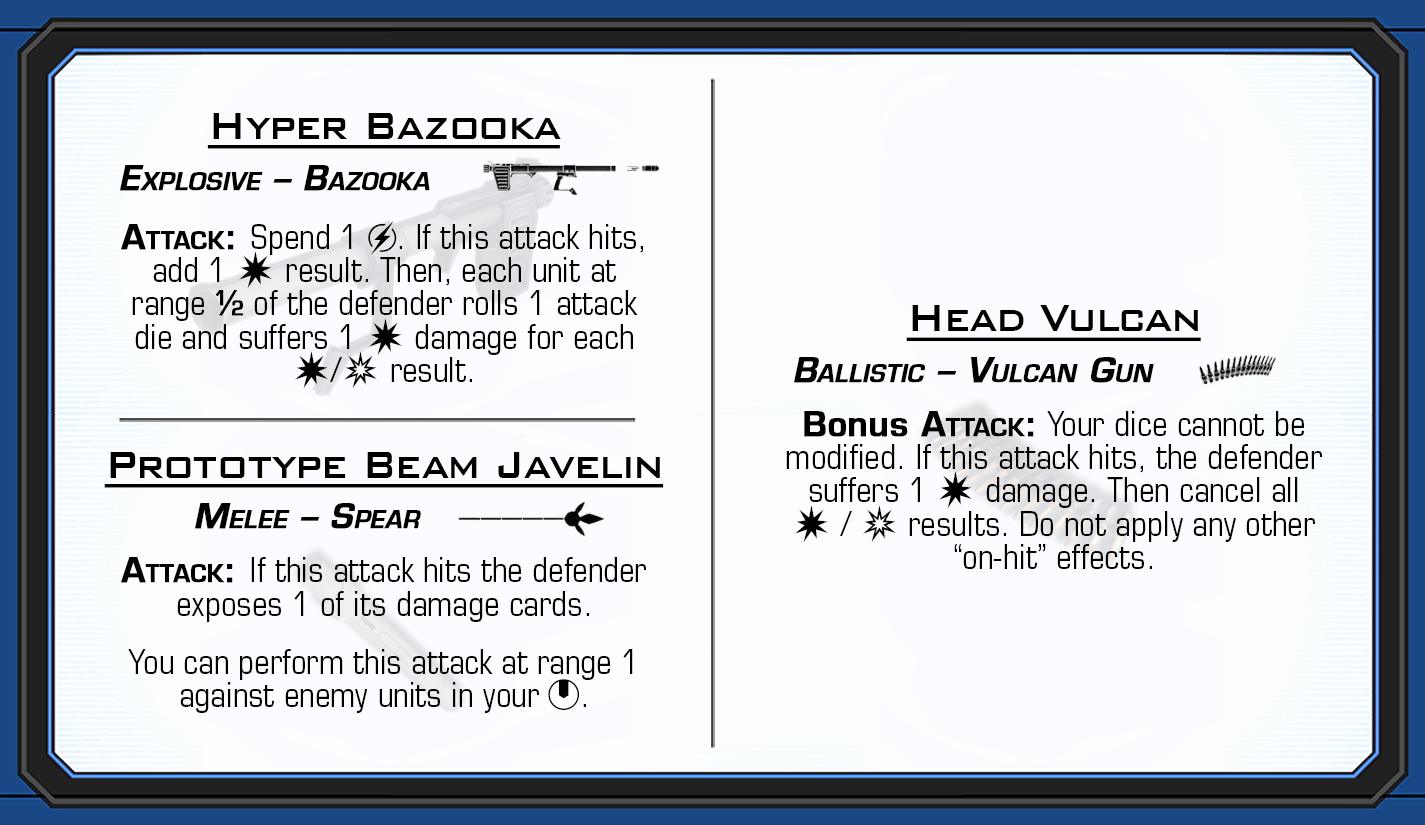 Hyper Bazooka
Explosive – Bazooka
Attack: Spend 1 . If this attack hits,
add 1 result. Then, each unit at
range ½ of the defender rolls 1 attack
die and suffers 1 damage for each
/ result.
Prototype Beam Javelin
Melee – Spear
Attack: If this attack hits the defender
exposes 1 of its damage cards.
You can perform this attack at range 1
against enemy units in your .
Head Vulcan
Ballistic – Vulcan Gun
Bonus Attack: Your dice cannot be
modified. If this attack hits, the defender
suffers 1 damage. Then cancel all
/ results. Do not apply any other
“on-hit” effects.